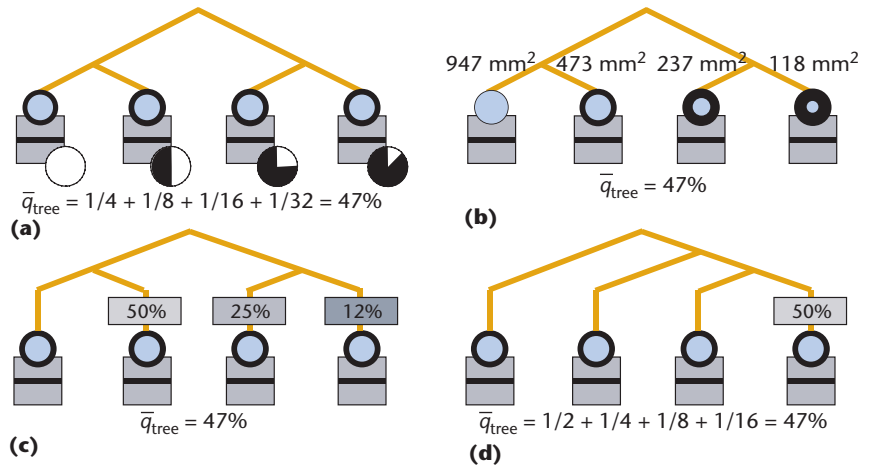 947 mm² 473 mm² 237 mm² 118 mm²
q̅tree = 1/4 + 1/8 + 1/16 + 1/32 = 47%
(a)
q̅tree = 47%
(b)
50% 25% 12%
q̅tree = 47%
(c)
50%
q̅tree = 1/2 + 1/4 + 1/8 + 1/16 = 47%
(d)